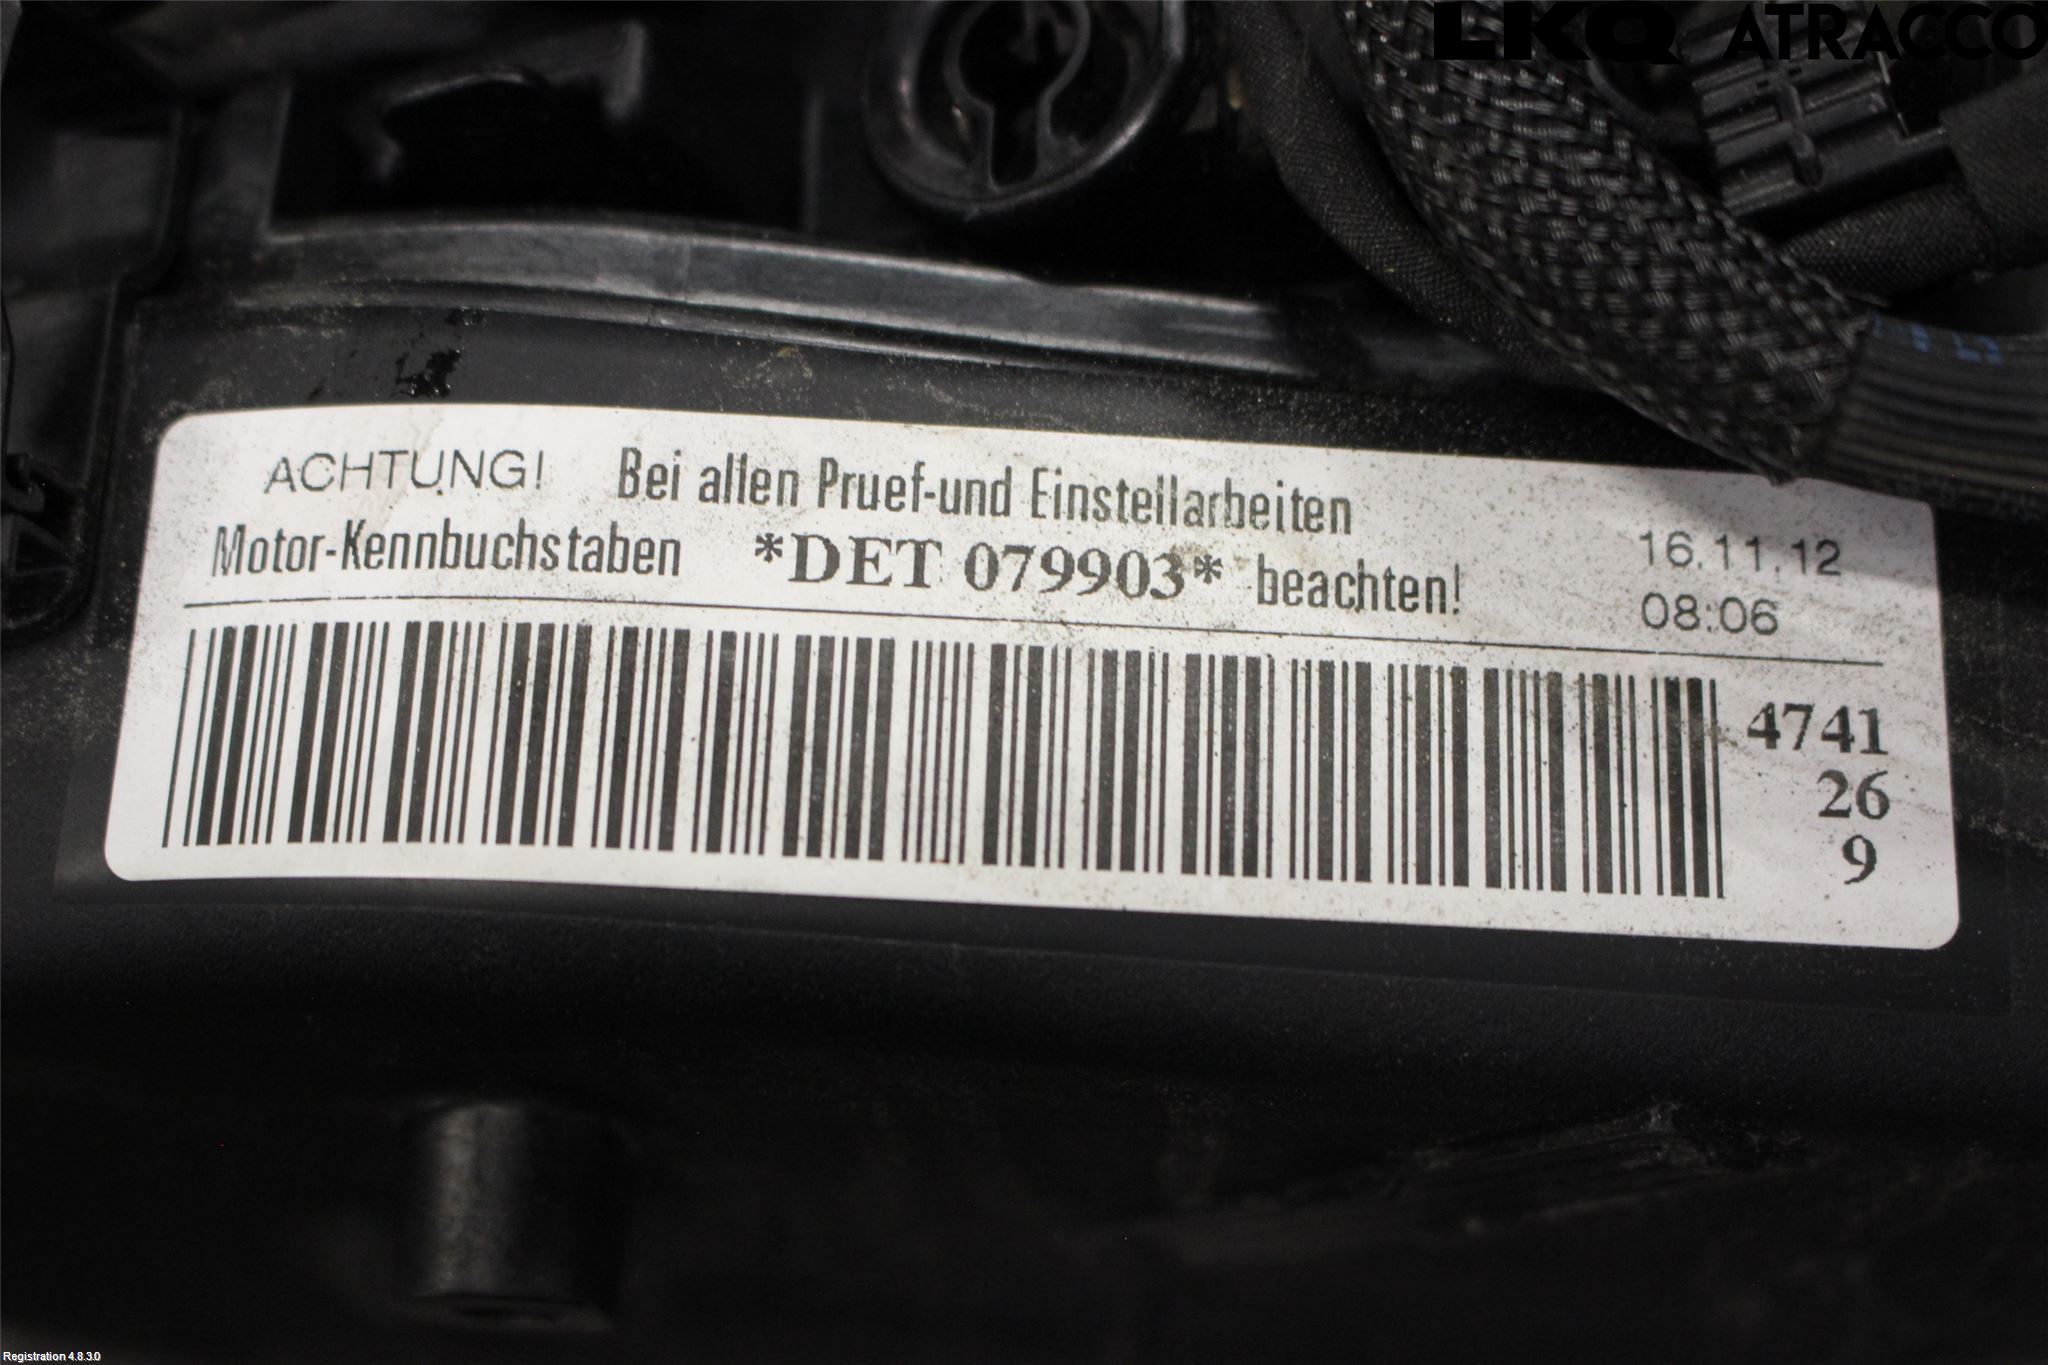 LKQ ATRACCO
ACHTUNG! Bei allen Pruef-und Einstellarbeiten
Motor-Kennbuchstaben *DET 079903* beachten!
16.11.12
08:06
4741
26
9
Registration 4.8.3.0